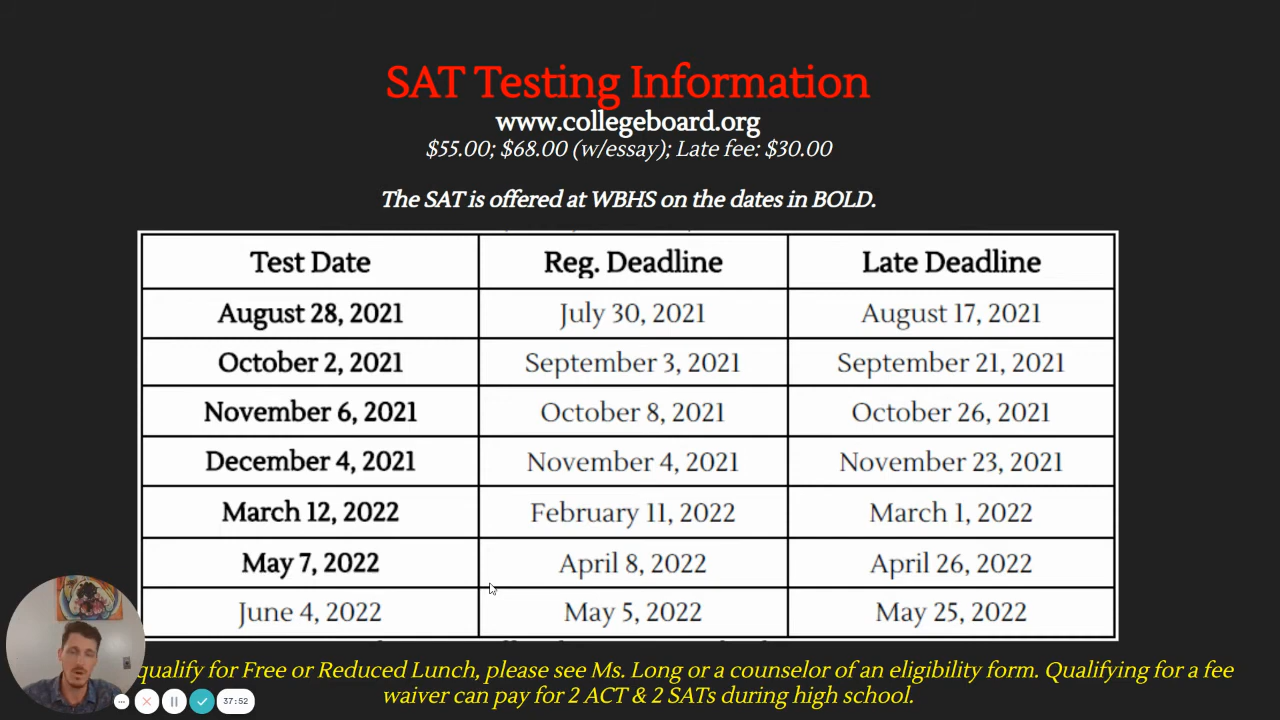 SAT Testing Information
www.collegeboard.org
$55.00; $68.00 (w/essay); Late fee: $30.00
The SAT is offered at WBHS on the dates in BOLD.
Test Date Reg. Deadline Late Deadline
August 28, 2021 July 30, 2021 August 17, 2021
October 2, 2021 September 3, 2021 September 21, 2021
November 6, 2021 October 8, 2021 October 26, 2021
December 4, 2021 November 4, 2021 November 23, 2021
March 12, 2022 February 11, 2022 March 1, 2022
May 7, 2022 April 8, 2022 April 26, 2022
June 4, 2022 May 5, 2022 May 25, 2022
qualify for Free or Reduced Lunch, please see Ms. Long or a counselor of an eligibility form. Qualifying for a fee
waiver can pay for 2 ACT & 2 SATs during high school.
37:52